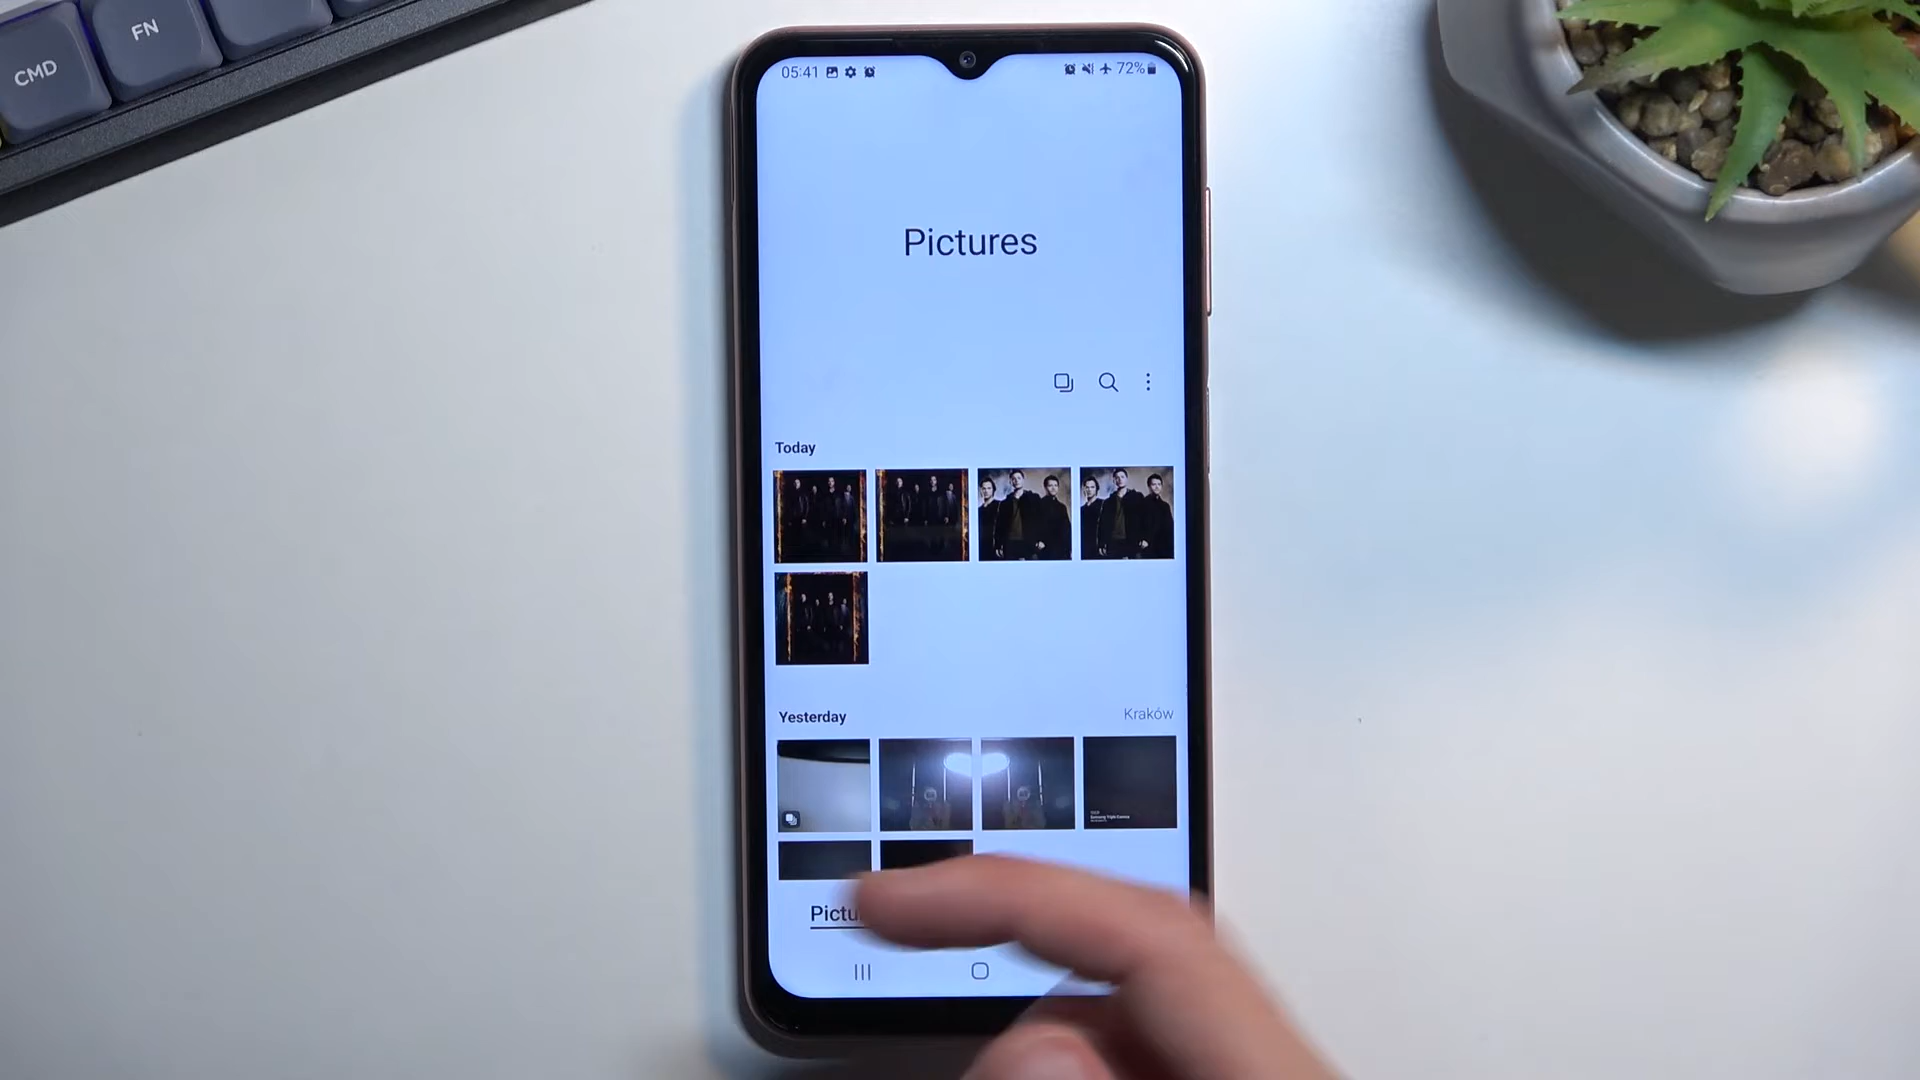 CMD
FN
05:41
72%
Pictures
Today
Yesterday
Kraków
Pictu